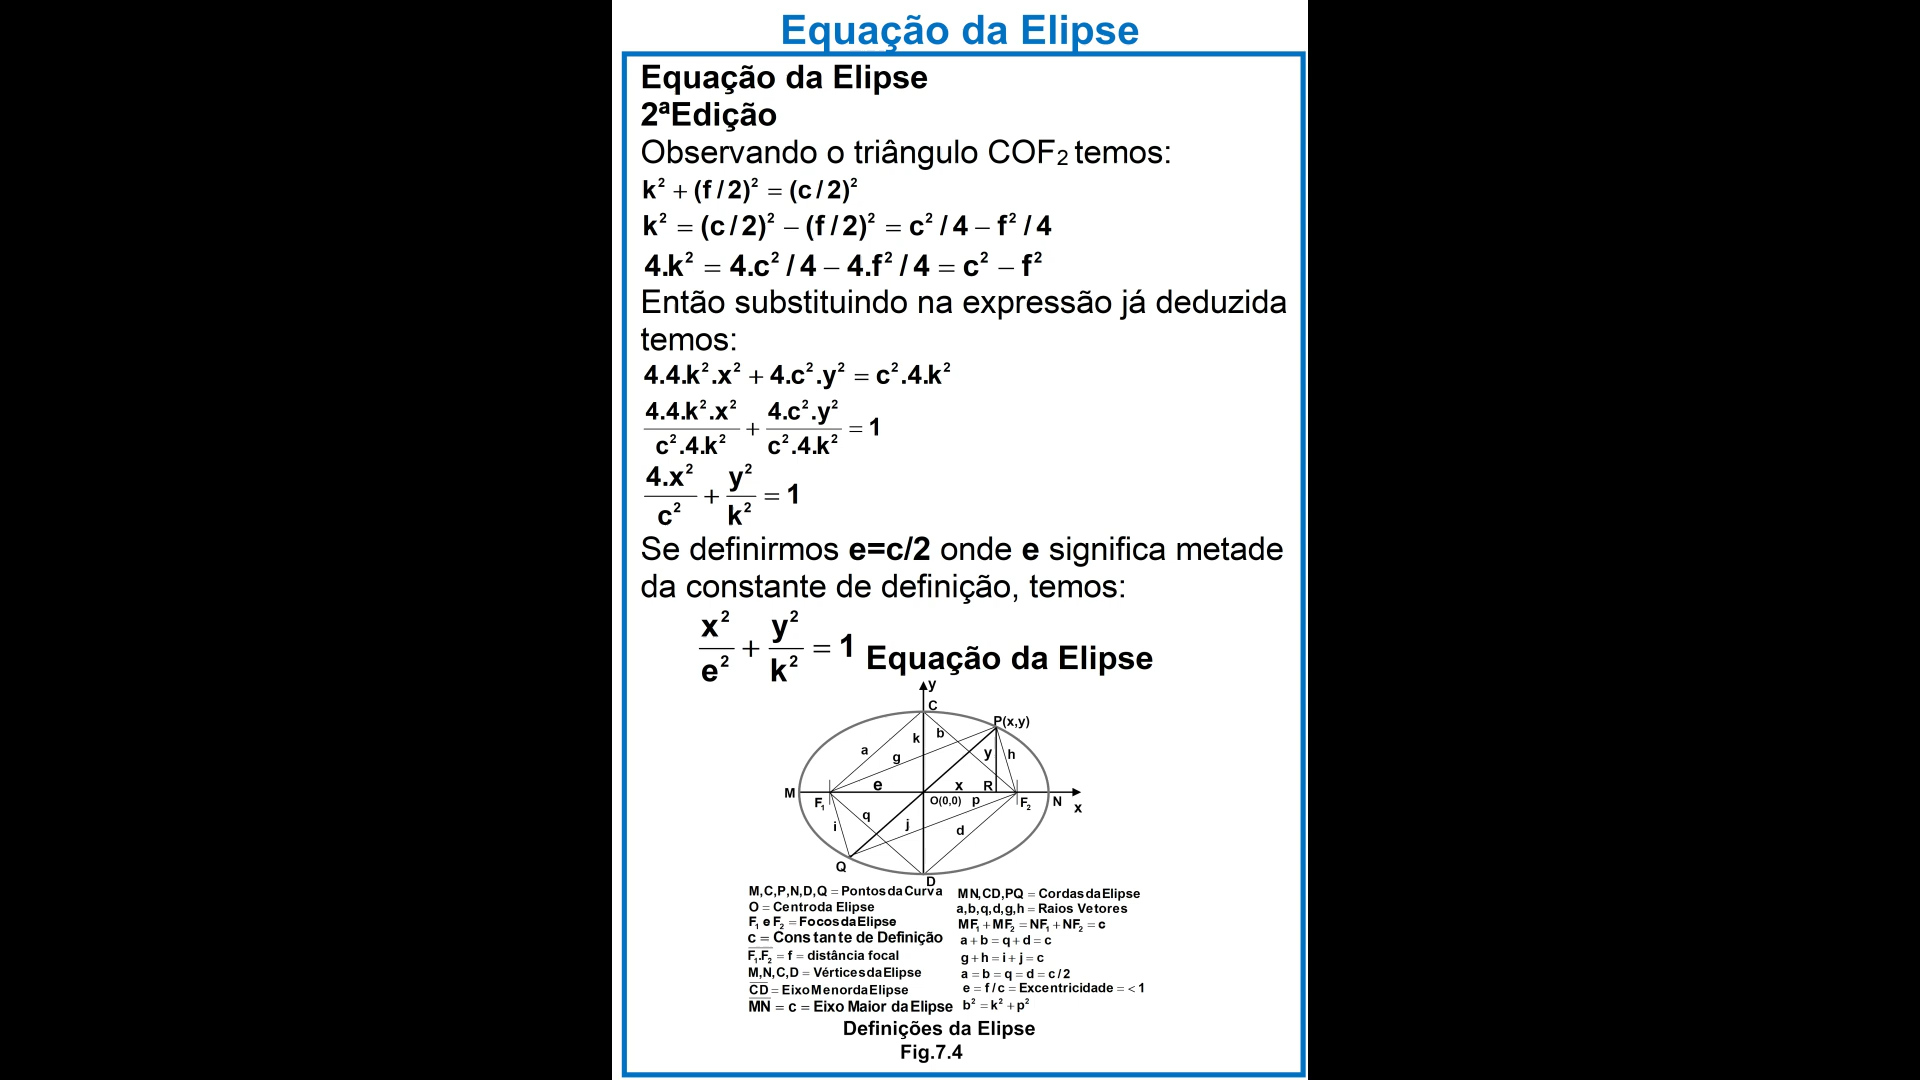 Equação da Elipse
Equação da Elipse
2ªEdição
Observando o triângulo COF₂ temos:
k² + (f/2)² = (c/2)²
k² = (c/2)² − (f/2)² = c²/4 − f²/4
4.k² = 4.c²/4 − 4.f²/4 = c² − f²
Então substituindo na expressão já deduzida
temos:
4.4.k².x² + 4.c².y² = c².4.k²
4.4.k².x² / c².4.k² + 4.c².y² / c².4.k² = 1
4.x² / c² + y² / k² = 1
Se definirmos e=c/2 onde e significa metade
da constante de definição, temos:
x² / e² + y² / k² = 1 Equação da Elipse
y
C
P(x,y)
k b
a g y h
e x R
M F₁ O(0,0) p F₂ N x
q
i j d
Q
D
M,C,P,N,D,Q = Pontos da Curva
O = Centro da Elipse
F₁ e F₂ = Focos da Elipse
c = Constante de Definição
F₁.F₂ = f = distância focal
M,N,C,D = Vértices da Elipse
CD = Eixo Menor da Elipse
MN = c = Eixo Maior da Elipse
MN,CD,PQ = Cordas da Elipse
a,b,q,d,g,h = Raios Vetores
MF₁ + MF₂ = NF₁ + NF₂ = c
a + b = q + d = c
g + h = i + j = c
a = b = q = d = c/2
e = f/c = Excentricidade = < 1
b² = k² + p²
Definições da Elipse
Fig.7.4